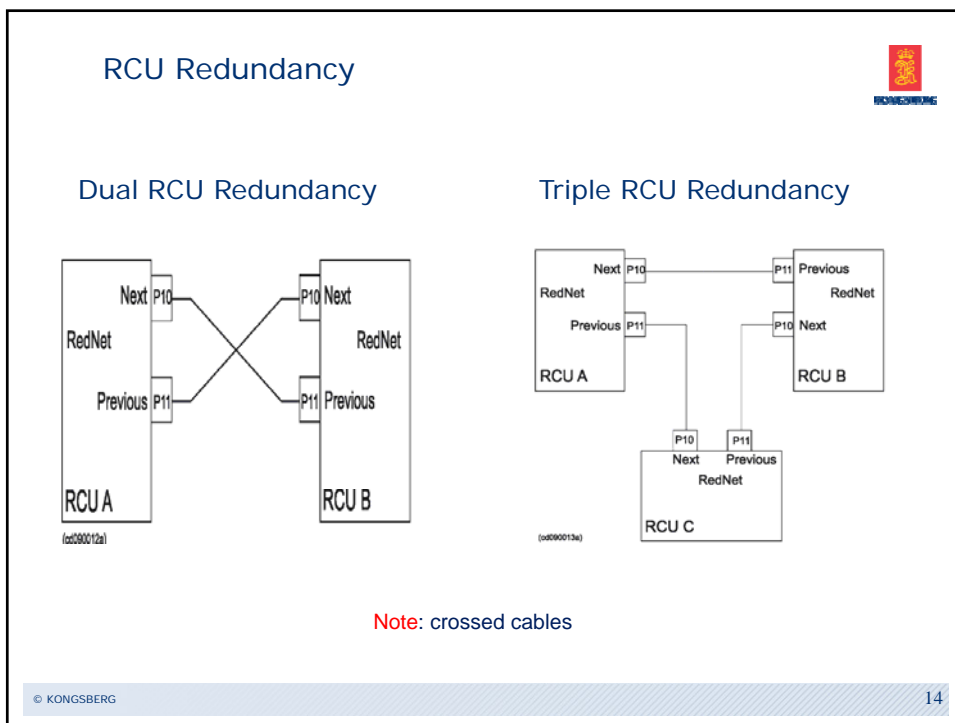 RCU Redundancy
KONGSBERG
Dual RCU Redundancy
Next P10
P10 Next
RedNet
RedNet
Previous P11
P11 Previous
RCU A
RCU B
(cd090012a)
Triple RCU Redundancy
Next P10
P11 Previous
RedNet
RedNet
Previous P11
P10 Next
RCU A
RCU B
P10
P11
Next
Previous
RedNet
RCU C
(cd090013a)
Note: crossed cables
© KONGSBERG
14